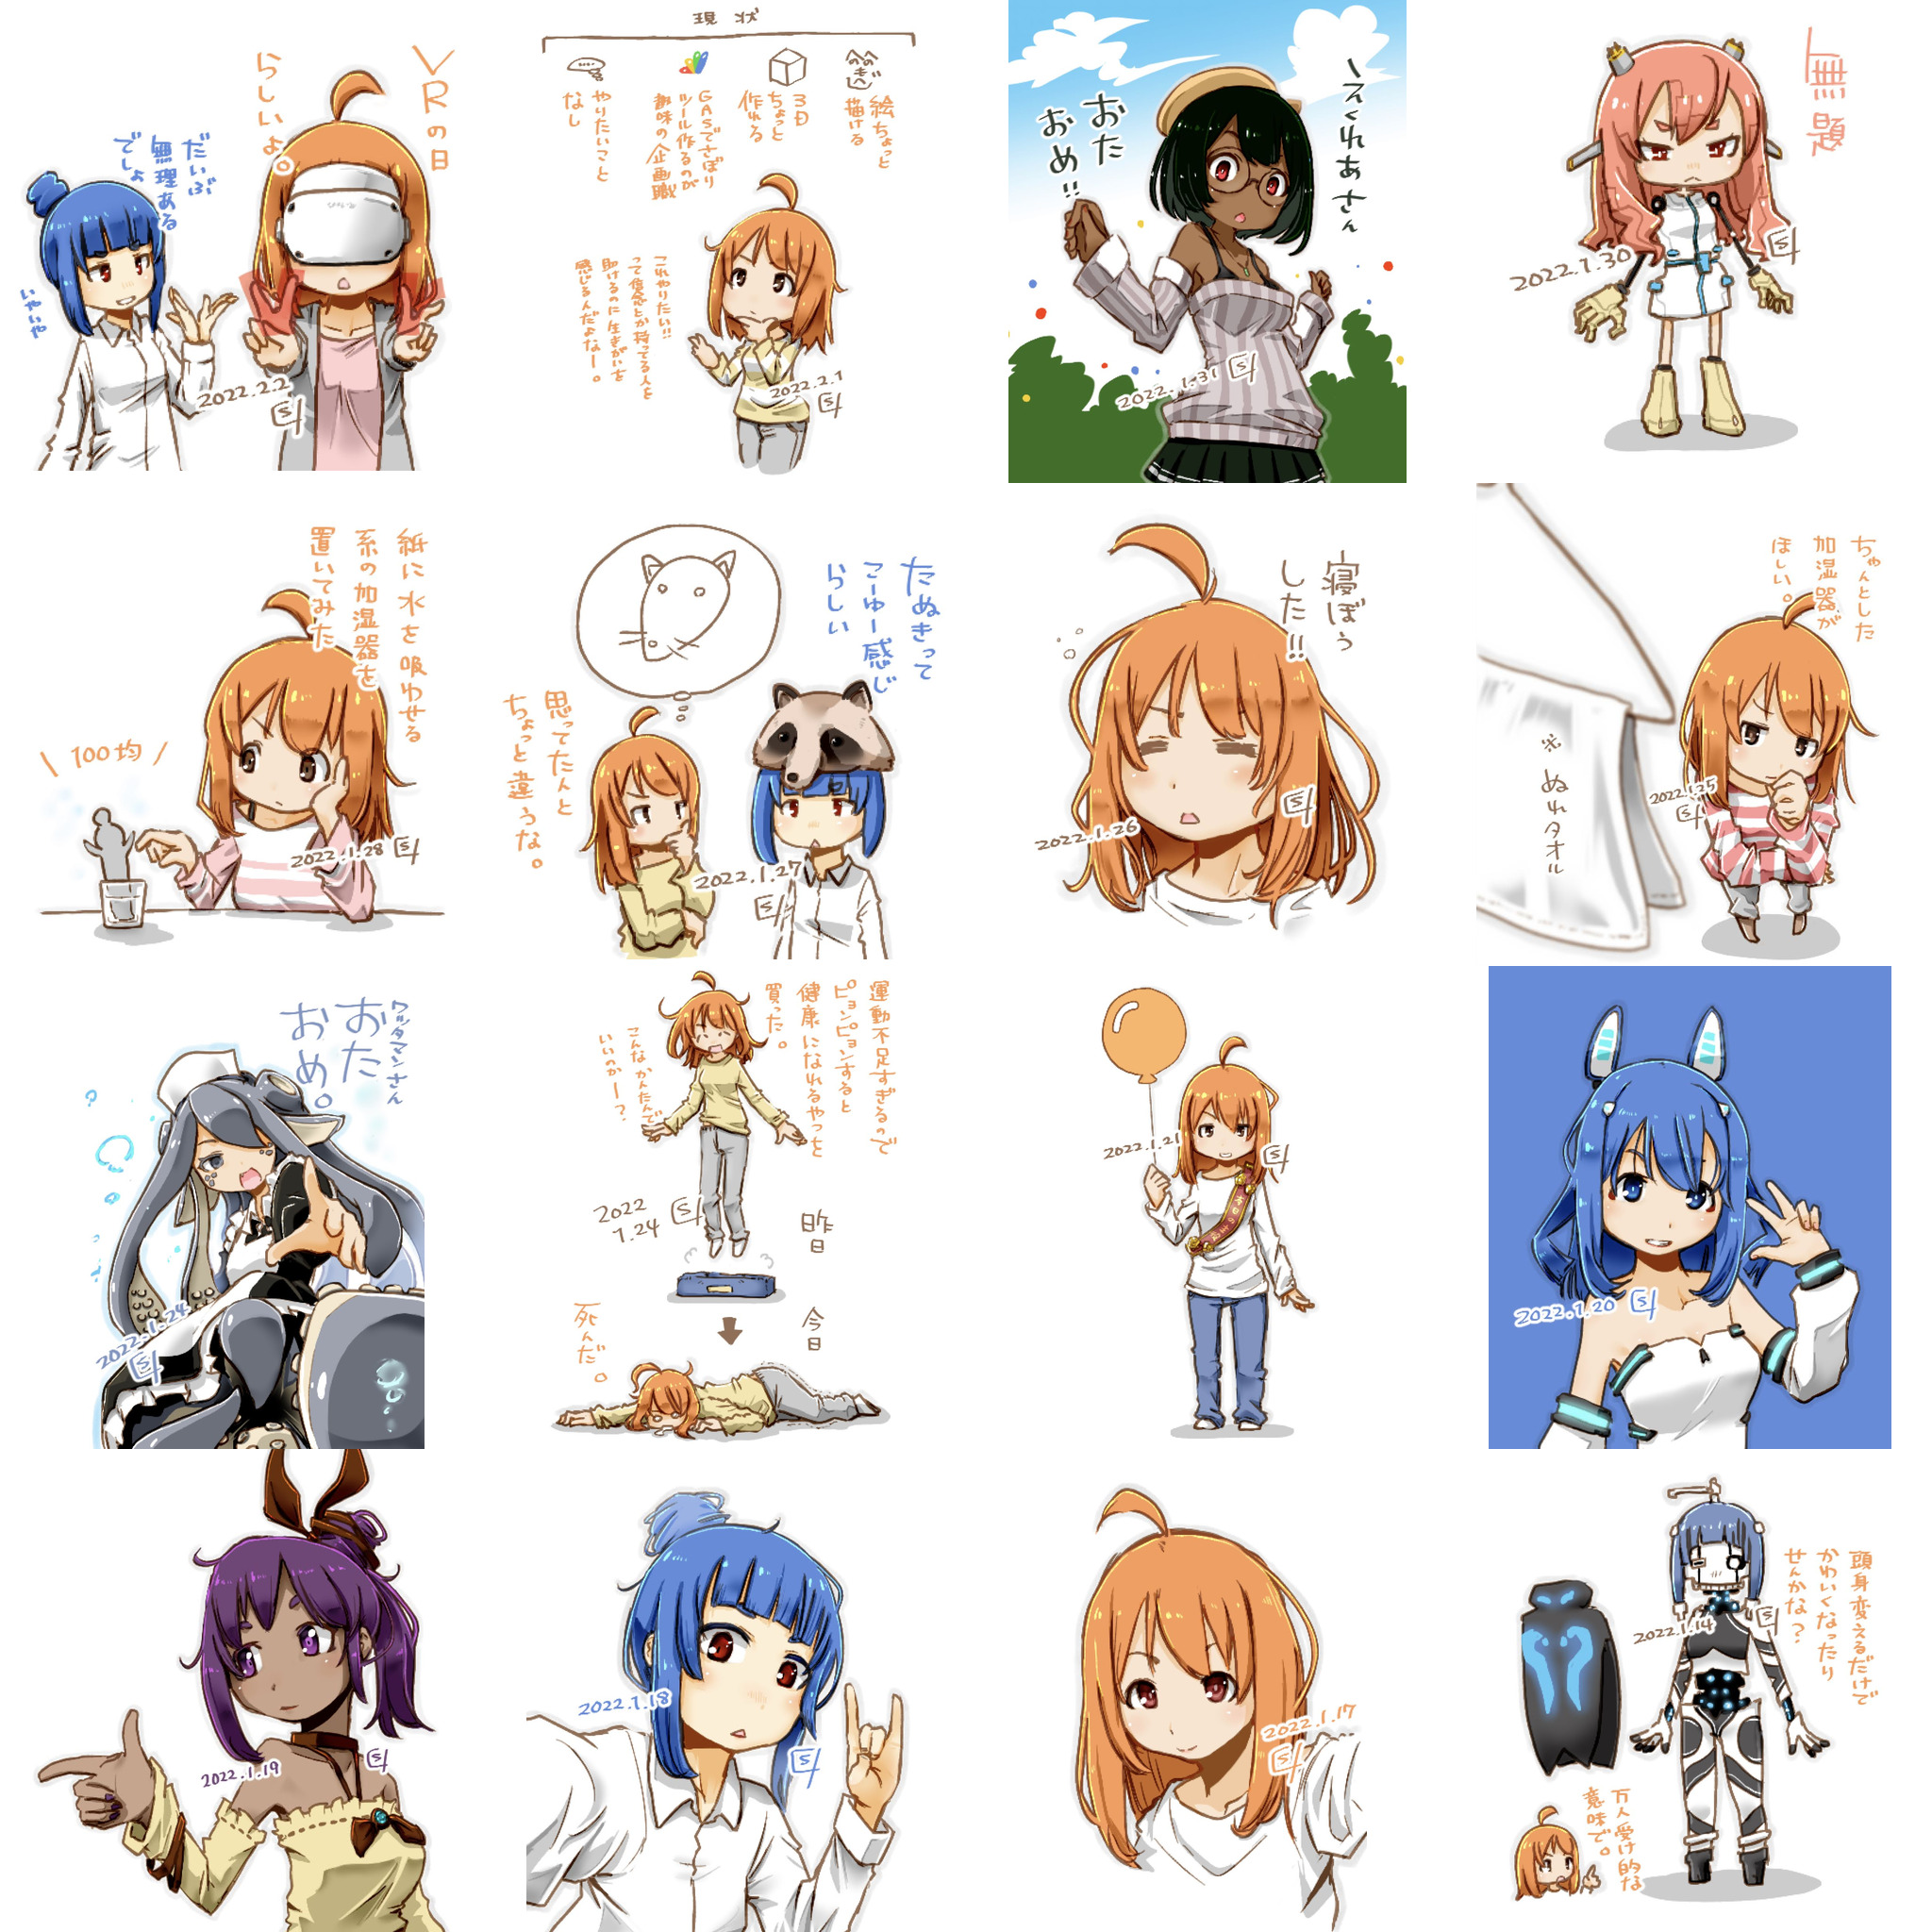 VRの日
らしいよ。
だいぶ
無理ある
でしょ
いやいや
2022.2.2
現状
絵ちょっと
描ける
3D
ちょっと
作れる
GASでさぼり
ツール作るのが
趣味の企画職
やりたいこと
なし
これやりたい!!
って信念とか持ってる人を
助けるのに生きがいを
感じるんだよなー。
2022.2.1
えくれあさん
おた
おめ!!
2022.1.31
無題
2022.1.30
紙に水を吸わせる
系の加湿器を
置いてみた
\ 100均 /
2022.1.28
たぬきって
こーゆー感じ
らしい
思ってたんと
ちょっと違うな。
2022.1.27
寝ぼう
した!!
2022.1.26
ちゃんとした
加湿器が
ほしい。
※ ぬれタオル
2022.1.25
ワッタマンさん
おた
おめ。
2022.1.24
運動不足すぎるので
ピョンピョンすると
健康になれるやつを
買った。
こんなかんたんで
いいのかー?
2022
1.24
昨日
今日
死んだ。
2022.1.21
2022.1.20
2022.1.19
2022.1.18
2022.1.17
頭身変えるだけで
かわいくなったり
せんかな?
2022.1.14
万人受け的な
意味で。